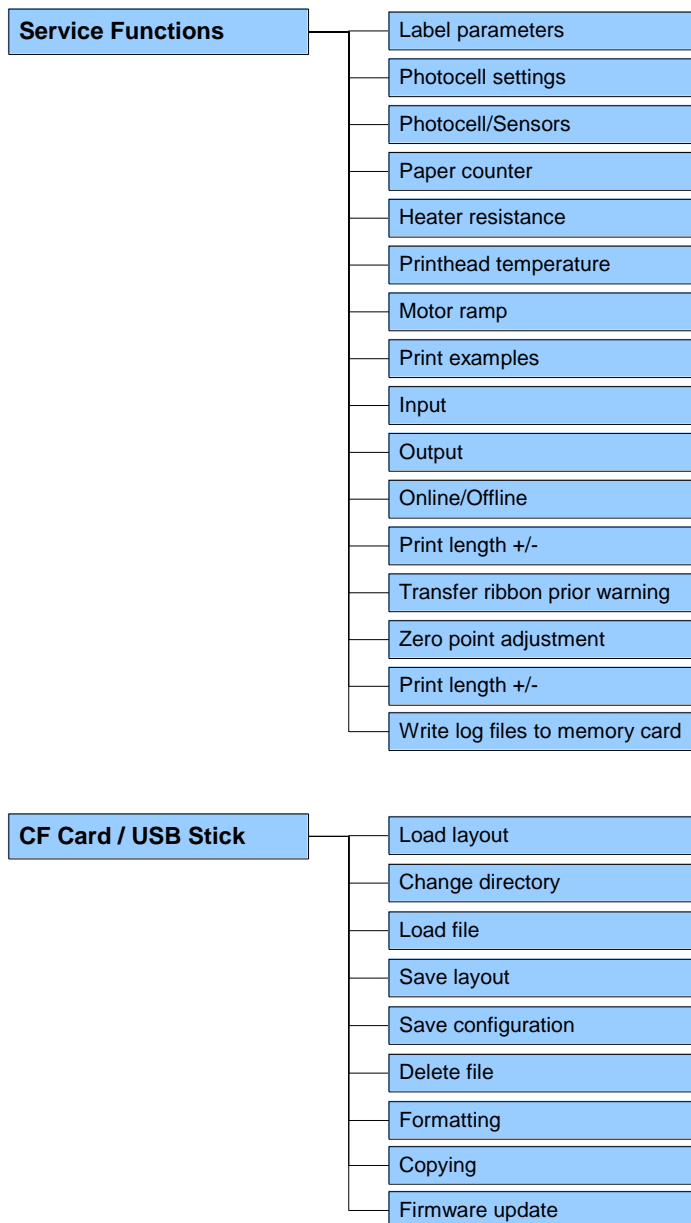 Service Functions
Label parameters
Photocell settings
Photocell/Sensors
Paper counter
Heater resistance
Printhead temperature
Motor ramp
Print examples
Input
Output
Online/Offline
Print length +/-
Transfer ribbon prior warning
Zero point adjustment
Print length +/-
Write log files to memory card
CF Card / USB Stick
Load layout
Change directory
Load file
Save layout
Save configuration
Delete file
Formatting
Copying
Firmware update